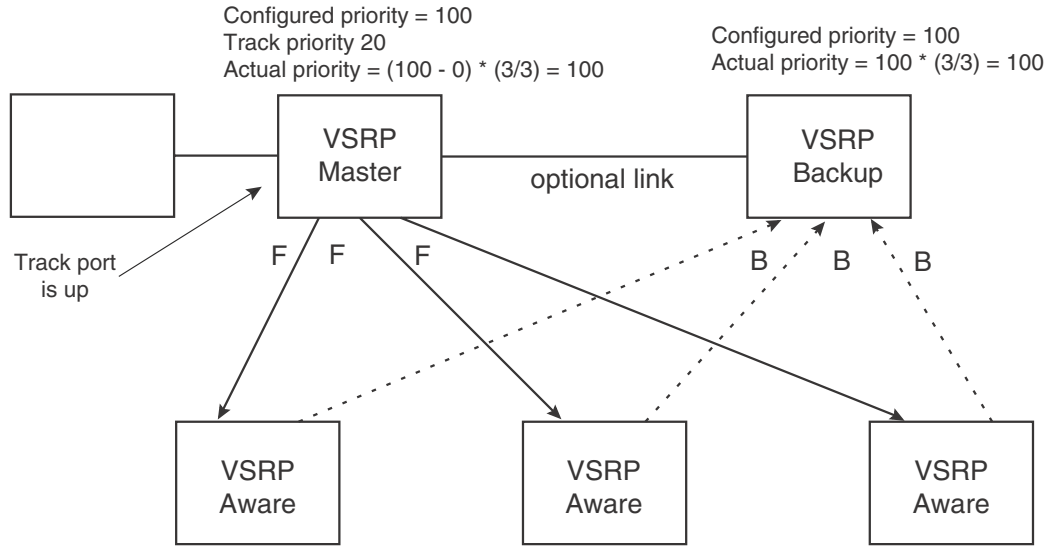 Configured priority = 100
Track priority 20
Actual priority = (100 - 0) * (3/3) = 100
Configured priority = 100
Actual priority = 100 * (3/3) = 100
VSRP
Master
optional link
VSRP
Backup
Track port
is up
F
F
F
B
B
B
VSRP
Aware
VSRP
Aware
VSRP
Aware